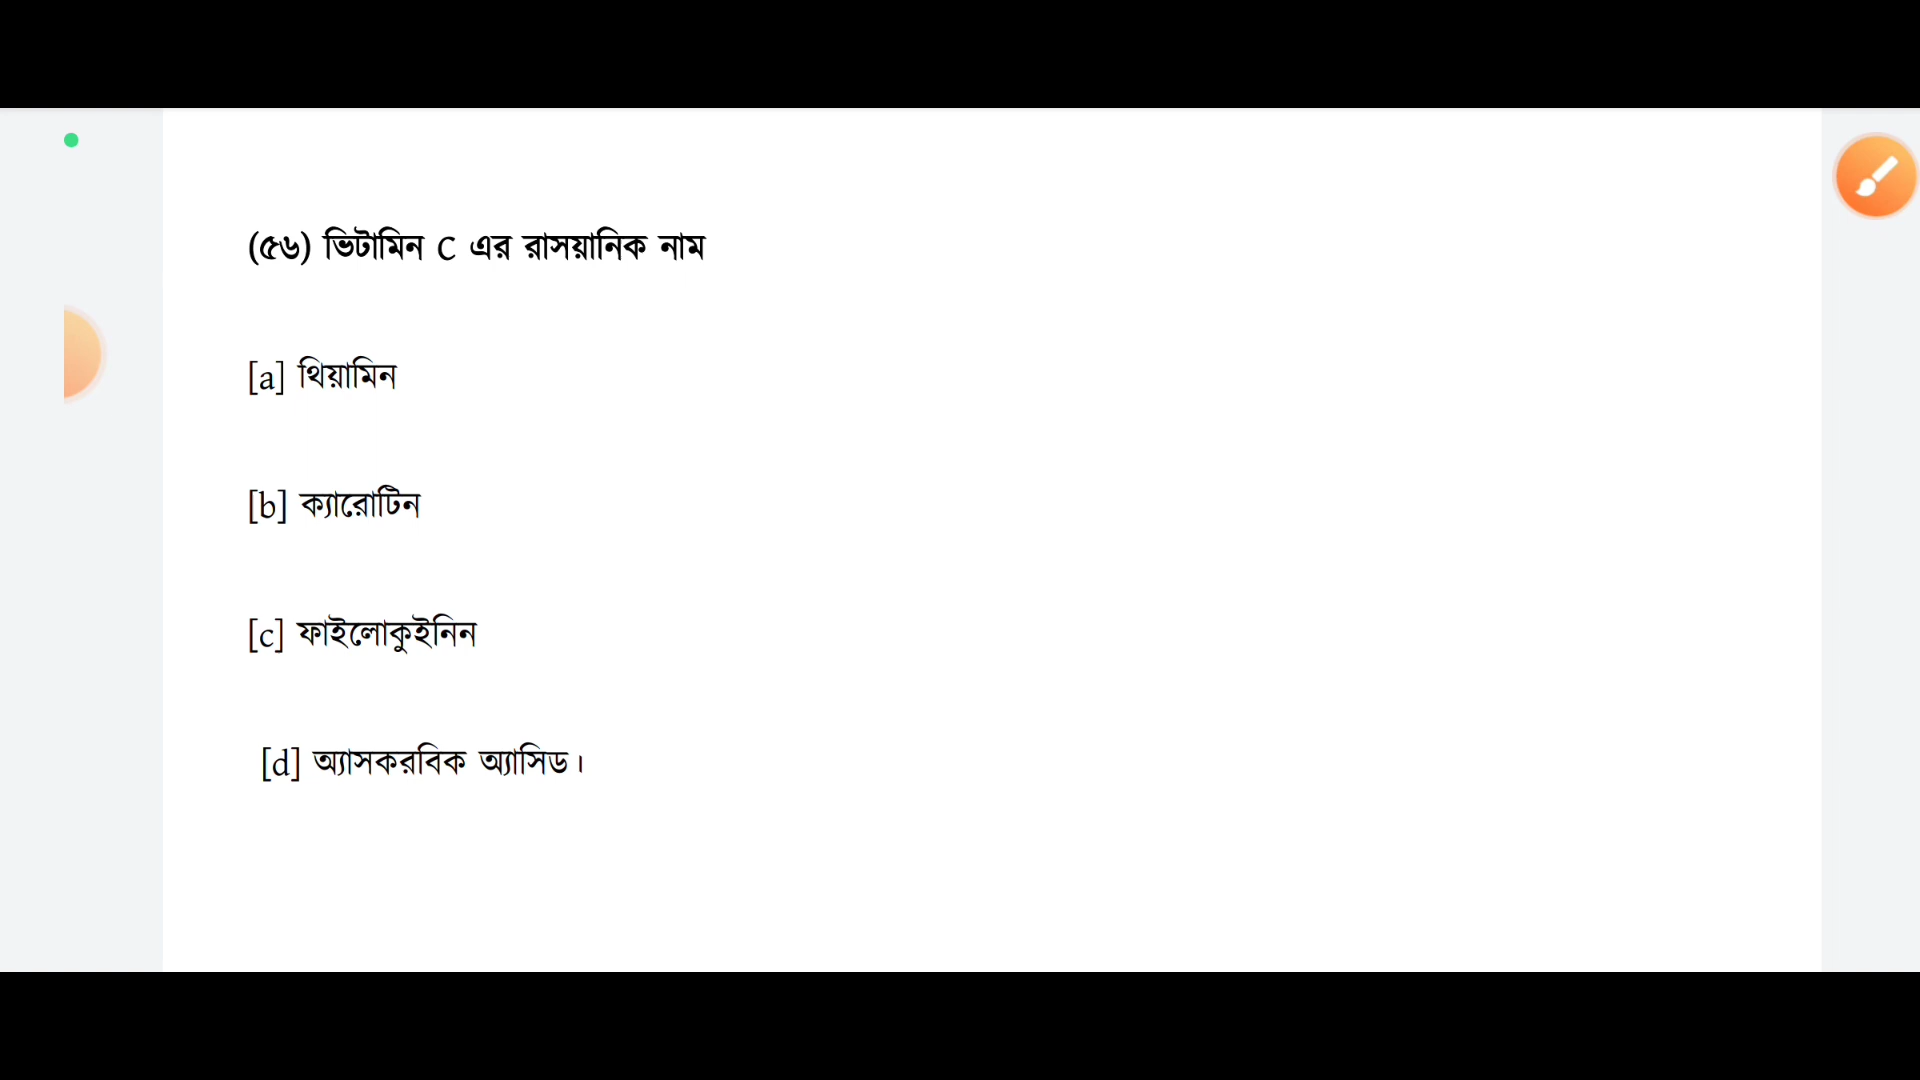 (৫৬) ভিটামিন C এর রাসয়ানিক নাম
[a] থিয়ামিন
[b] ক্যারোটিন
[c] ফাইলোকুইনিন
[d] অ্যাসকরবিক অ্যাসিড।